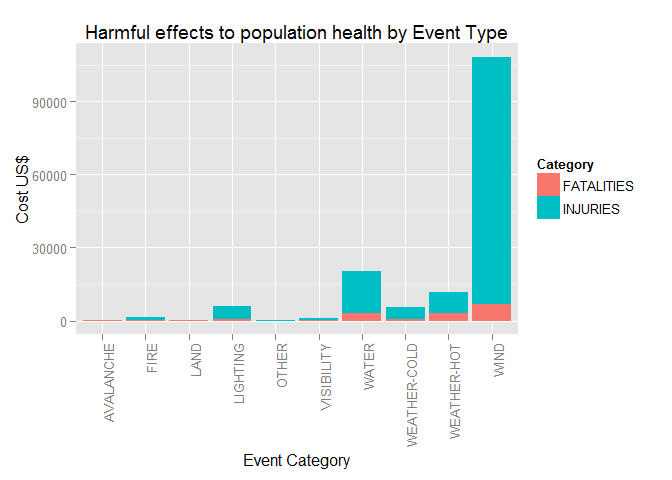 Harmful effects to population health by Event Type
Cost US$
90000
60000
30000
0
AVALANCHE
FIRE
LAND
LIGHTING
OTHER
VISIBILITY
WATER
WEATHER-COLD
WEATHER-HOT
WIND
Event Category
Category
FATALITIES
INJURIES